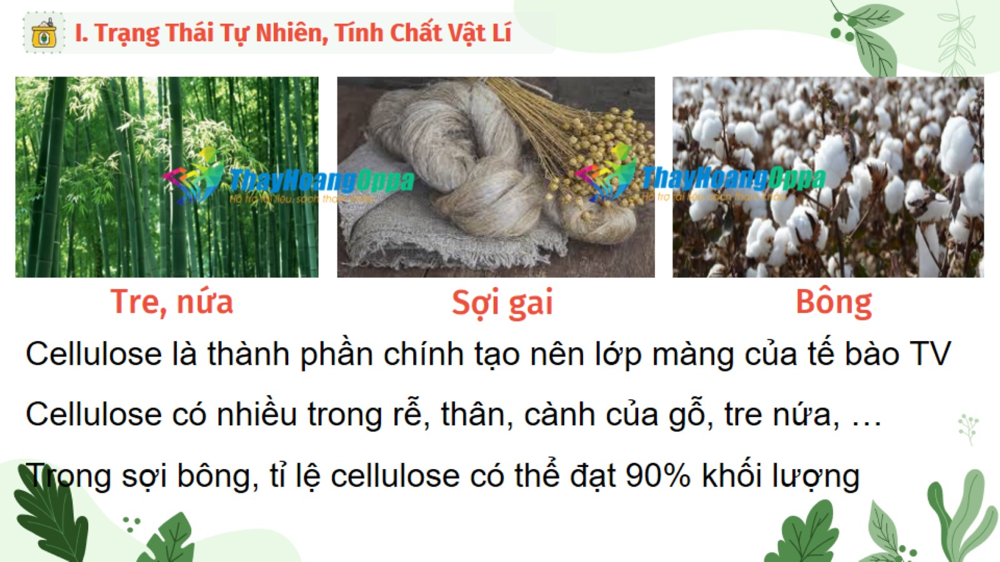 I. Trạng Thái Tự Nhiên, Tính Chất Vật Lí
ThayHoangOppa
Hỗ trợ tài liệu, sách tham khảo
ThayHoangOppa
Hỗ trợ tài liệu, sách tham khảo
Tre, nứa
Sợi gai
Bông
Cellulose là thành phần chính tạo nên lớp màng của tế bào TV
Cellulose có nhiều trong rễ, thân, cành của gỗ, tre nứa, …
Trong sợi bông, tỉ lệ cellulose có thể đạt 90% khối lượng